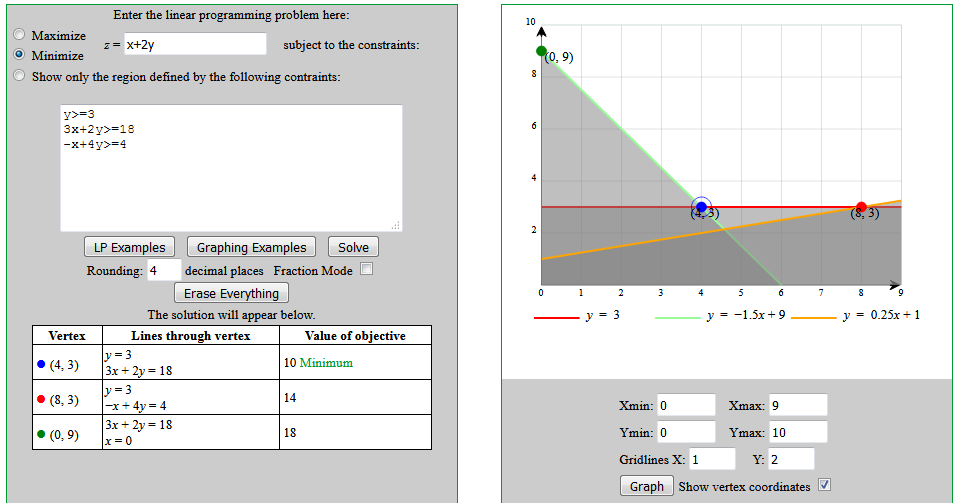 Enter the linear programming problem here:
Maximize
Minimize
z = x+2y subject to the constraints:
Show only the region defined by the following contraints:
y>=3
3x+2y>=18
-x+4y>=4
LP Examples Graphing Examples Solve
Rounding: 4 decimal places Fraction Mode
Erase Everything
The solution will appear below.
Vertex Lines through vertex Value of objective
(4, 3) y = 3 10 Minimum
3x + 2y = 18
(8, 3) y = 3 14
−x + 4y = 4
(0, 9) 3x + 2y = 18 18
x = 0
10
(0, 9)
8
6
4
(4, 3) (8, 3)
2
0 1 2 3 4 5 6 7 8 9
y = 3 y = −1.5x + 9 y = 0.25x + 1
Xmin: 0 Xmax: 9
Ymin: 0 Ymax: 10
Gridlines X: 1 Y: 2
Graph Show vertex coordinates